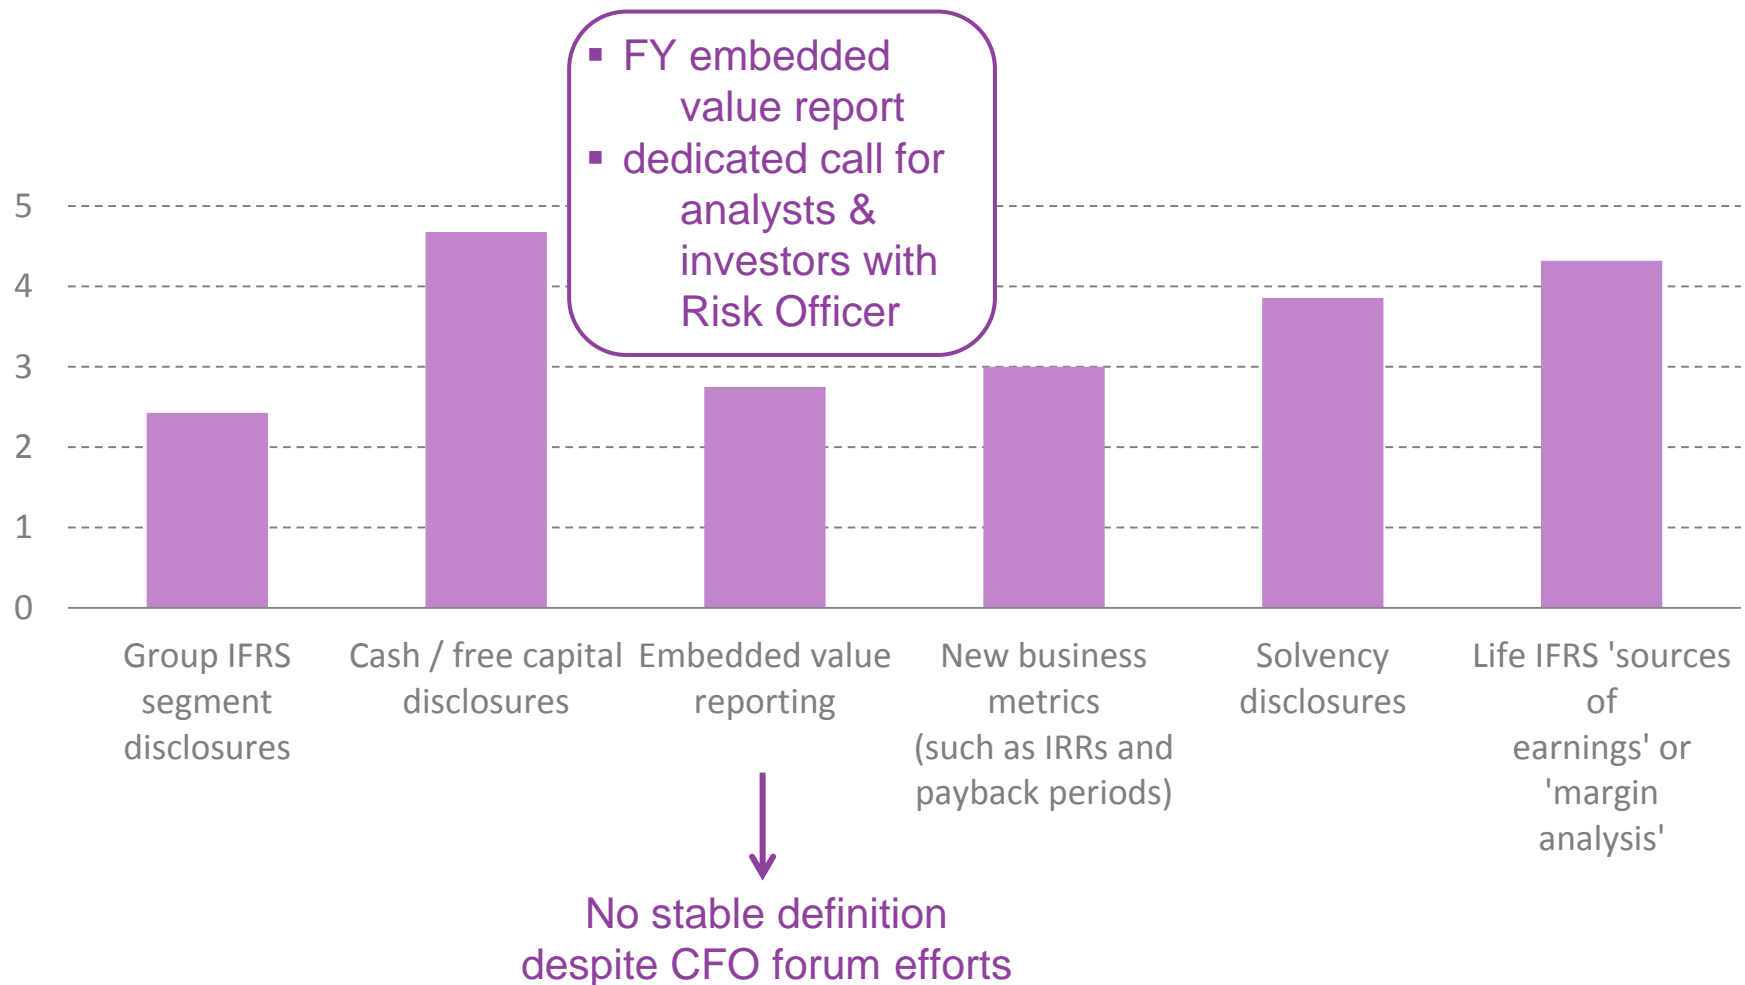 ▪ FY embedded
value report
▪ dedicated call for
analysts &
investors with
Risk Officer
5
4
3
2
1
0
Group IFRS
segment
disclosures
Cash / free capital
disclosures
Embedded value
reporting
New business
metrics
(such as IRRs and
payback periods)
Solvency
disclosures
Life IFRS 'sources
of
earnings' or
'margin
analysis'
No stable definition
despite CFO forum efforts